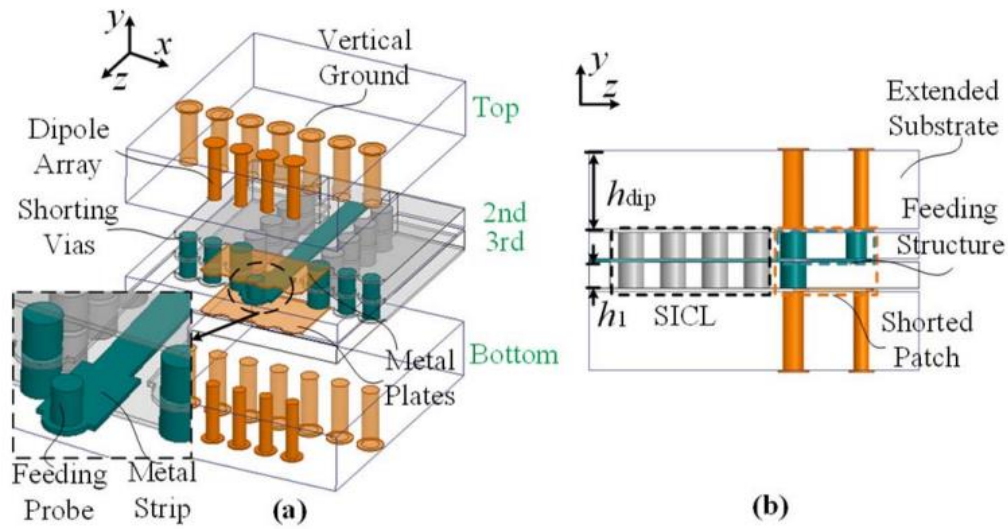 y
x
z
Vertical
Ground
Top
Dipole
Array
Shorting
Vias
2nd
3rd
Bottom
Metal
Plates
Feeding
Probe
Metal
Strip
(a)
y
z
Extended
Substrate
hdip
Feeding
Structure
h1
SICL
Shorted
Patch
(b)